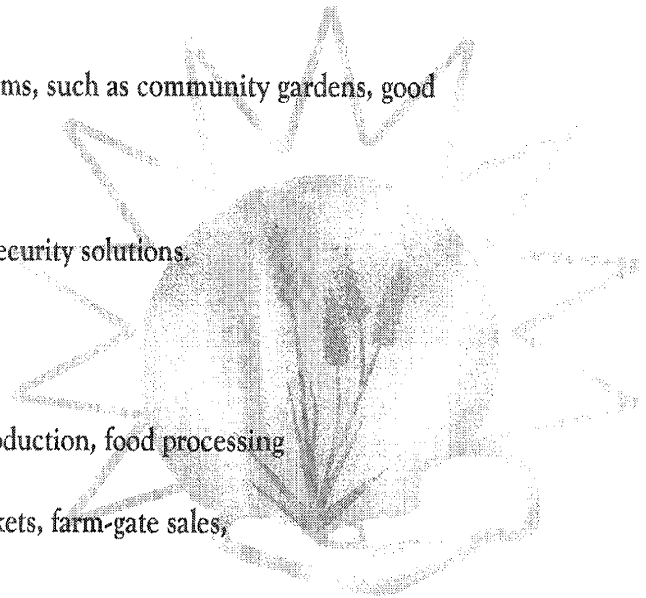 ms, such as community gardens, good
ecurity solutions.
oduction, food processing
kets, farm-gate sales,